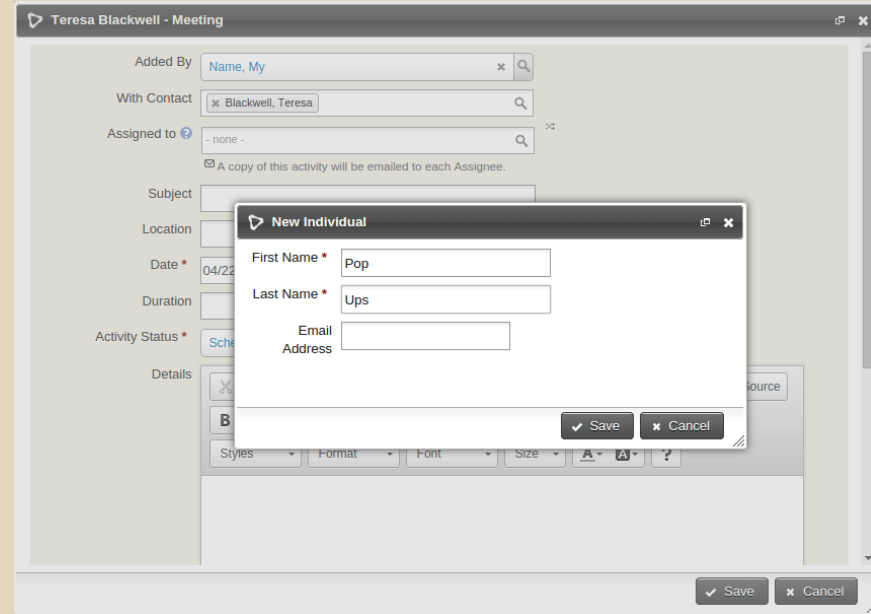 Teresa Blackwell - Meeting
Added By
Name, My
With Contact
Blackwell, Teresa
Assigned to
- none -
A copy of this activity will be emailed to each Assignee.
Subject
Location
Date *
04/22
Duration
Activity Status *
Sche
Details
Source
B
Styles
Format
Font
Size
A
A
?
New Individual
First Name *
Pop
Last Name *
Ups
Email
Address
Save
Cancel
Save
Cancel